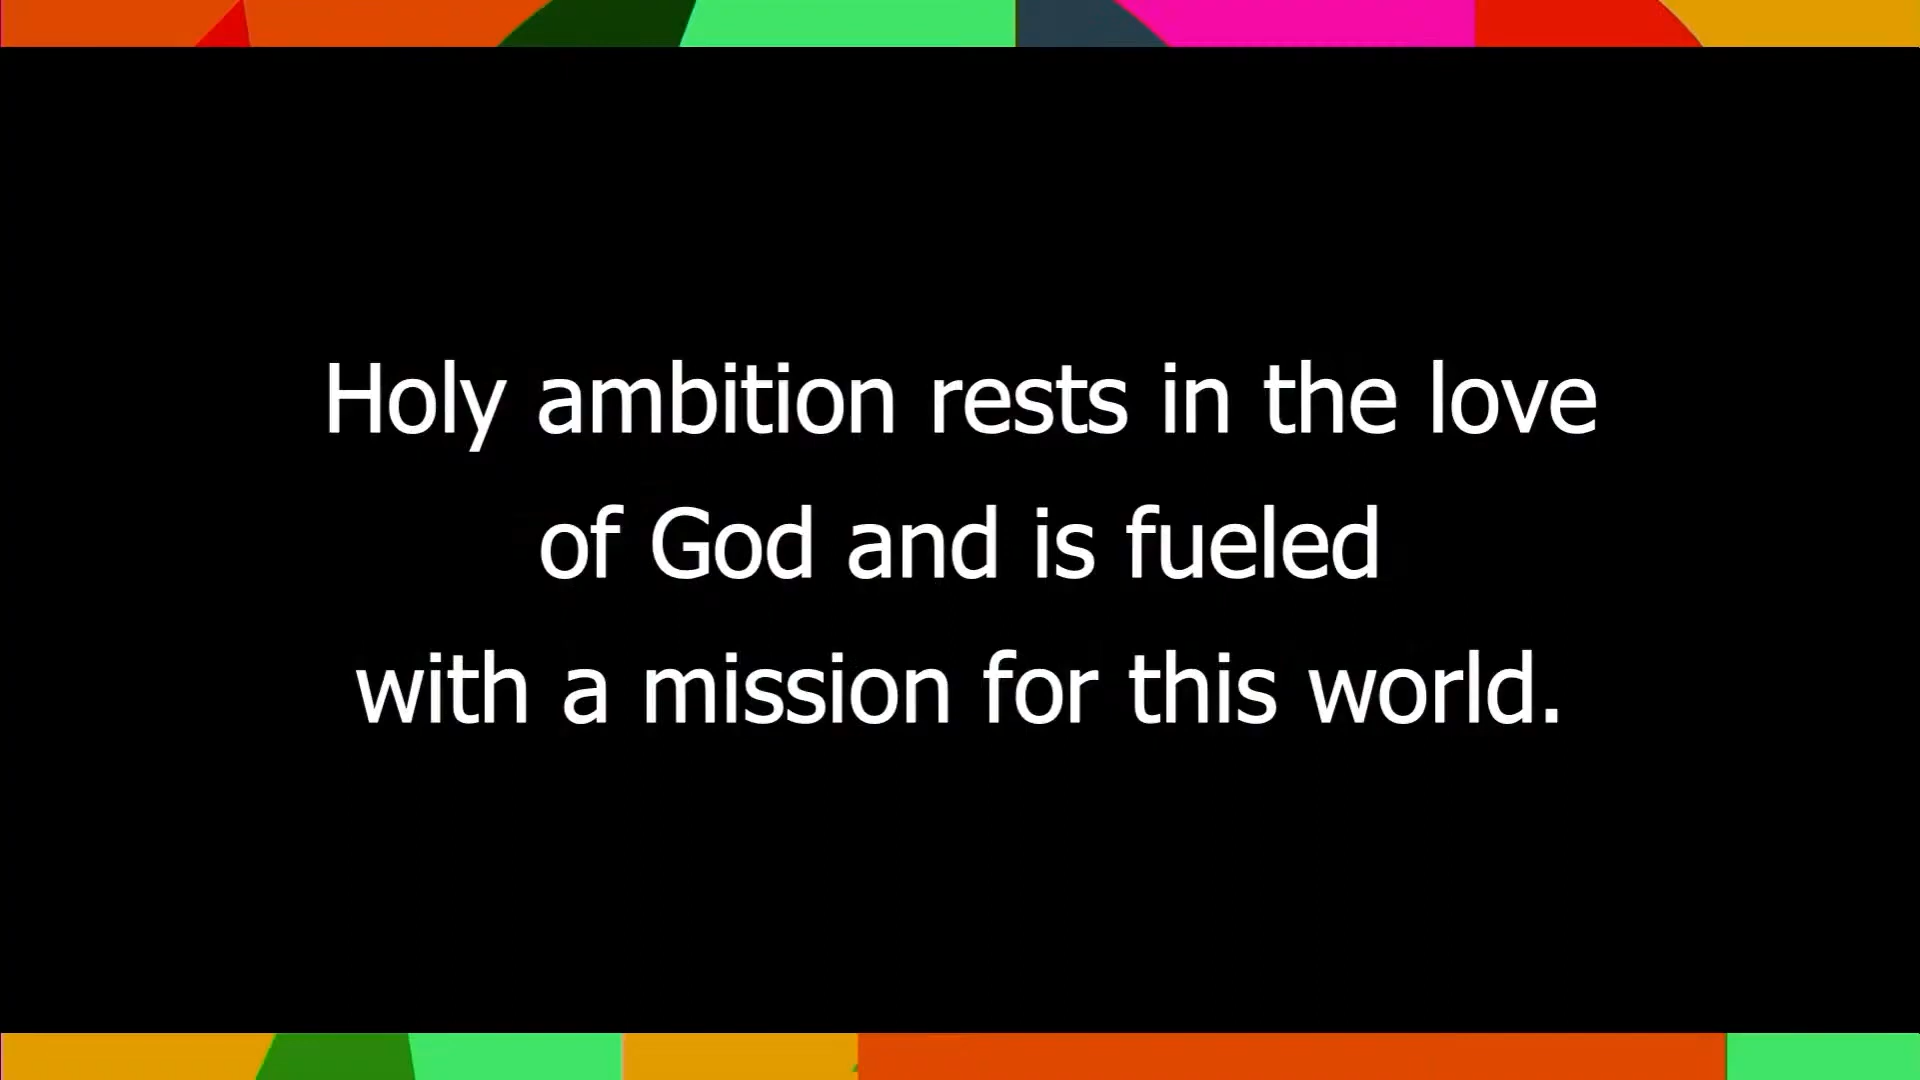 Holy ambition rests in the love
of God and is fueled
with a mission for this world.